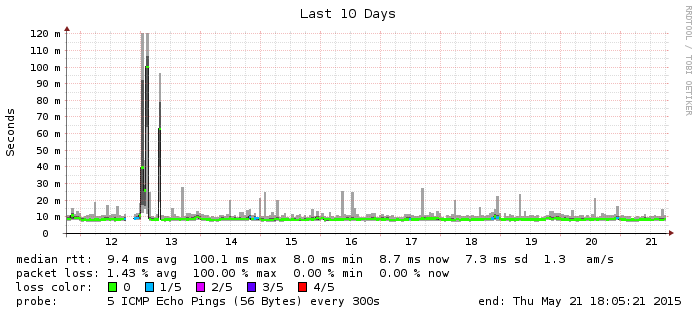 Last 10 Days
RRDTOOL / TOBI OETIKER
Seconds
120 m
110 m
100 m
90 m
80 m
70 m
60 m
50 m
40 m
30 m
20 m
10 m
0
12 13 14 15 16 17 18 19 20 21
median rtt: 9.4 ms avg 100.1 ms max 8.0 ms min 8.7 ms now 7.3 ms sd 1.3 am/s
packet loss: 1.43 % avg 100.00 % max 0.00 % min 0.00 % now
loss color: 0 1/5 2/5 3/5 4/5
probe: 5 ICMP Echo Pings (56 Bytes) every 300s end: Thu May 21 18:05:21 2015